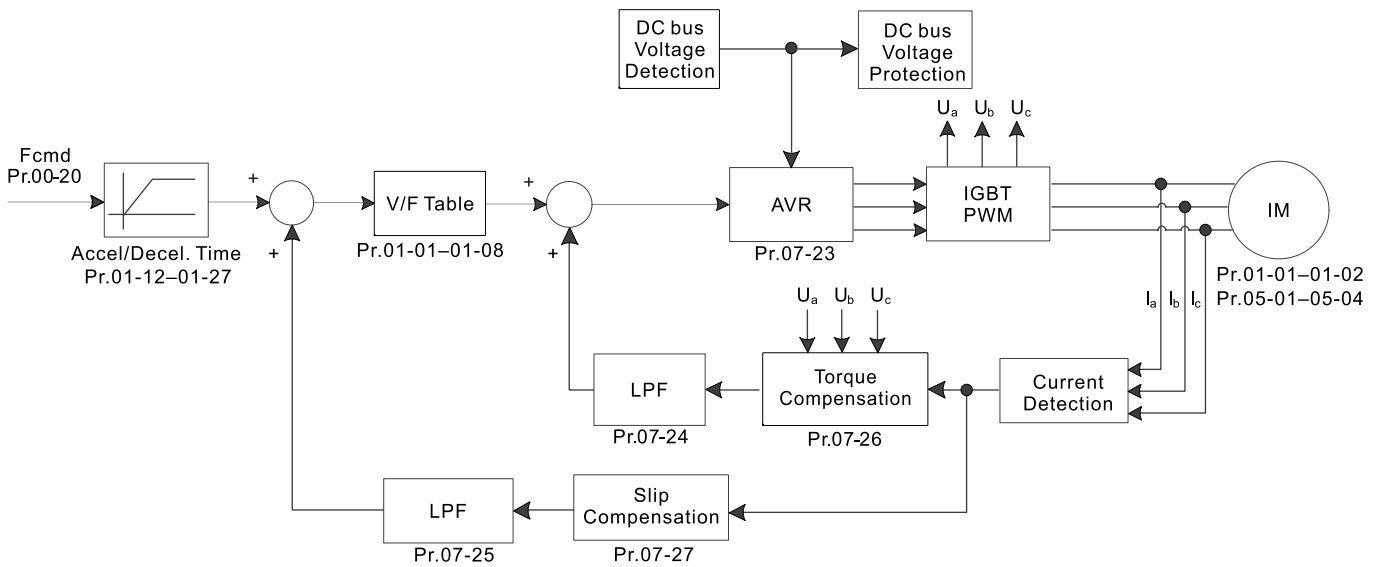 DC bus
Voltage
Detection
DC bus
Voltage
Protection
Ua Ub Uc
Fcmd
Pr.00-20
+
+
V/F Table
AVR
IGBT
PWM
IM
Accel/Decel. Time
Pr.01-12–01-27
+
Pr.01-01–01-08
+
Pr.07-23
Pr.01-01–01-02
Pr.05-01–05-04
Ia Ib Ic
Ua Ub Uc
LPF
Torque
Compensation
Current
Detection
Pr.07-24
Pr.07-26
LPF
Slip
Compensation
Pr.07-25
Pr.07-27